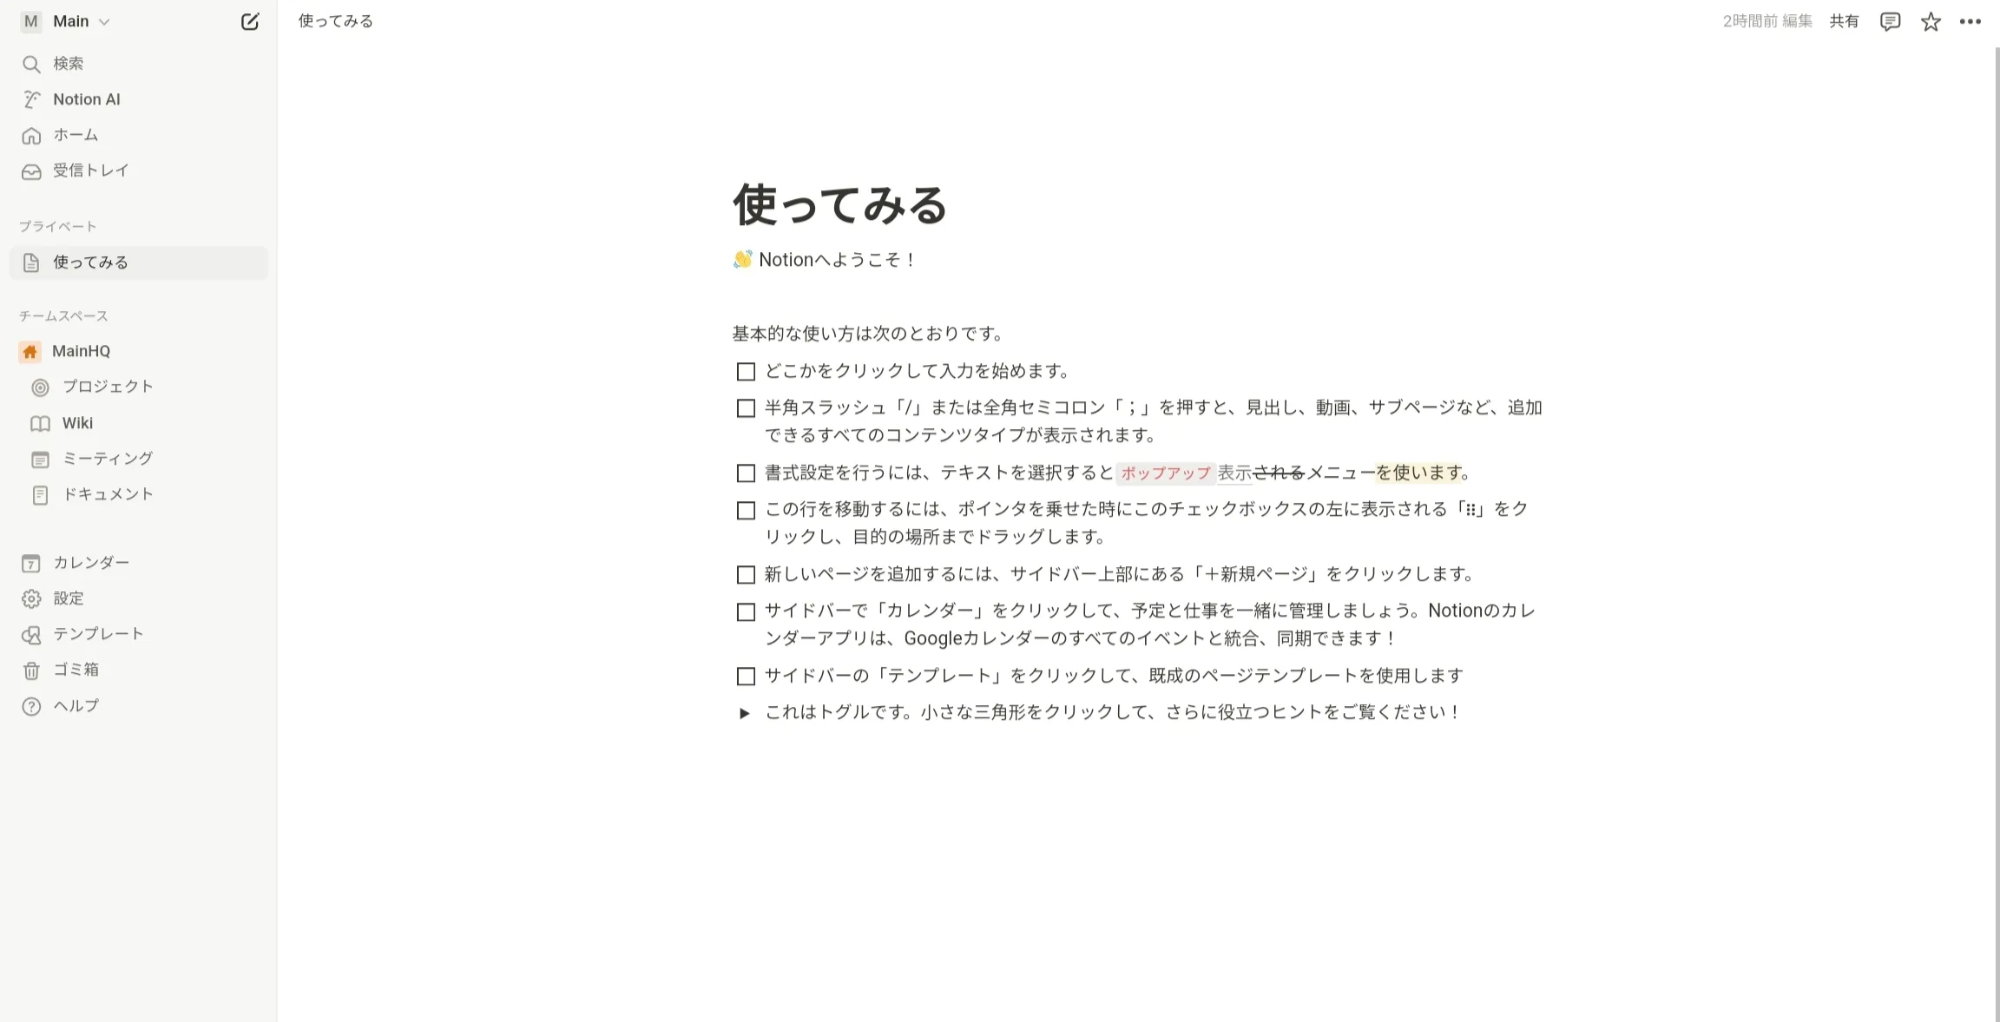 M Main
検索
Notion AI
ホーム
受信トレイ
プライベート
使ってみる
チームスペース
MainHQ
プロジェクト
Wiki
ミーティング
ドキュメント
7 カレンダー
設定
テンプレート
ゴミ箱
ヘルプ
使ってみる
2時間前 編集 共有
使ってみる
👋 Notionへようこそ！
基本的な使い方は次のとおりです。
どこかをクリックして入力を始めます。
半角スラッシュ「/」または全角セミコロン「；」を押すと、見出し、動画、サブページなど、追加
できるすべてのコンテンツタイプが表示されます。
書式設定を行うには、テキストを選択するとポップアップ表示されるメニューを使います。
この行を移動するには、ポインタを乗せた時にこのチェックボックスの左に表示される「⠿」をク
リックし、目的の場所までドラッグします。
新しいページを追加するには、サイドバー上部にある「＋新規ページ」をクリックします。
サイドバーで「カレンダー」をクリックして、予定と仕事を一緒に管理しましょう。Notionのカレ
ンダーアプリは、Googleカレンダーのすべてのイベントと統合、同期できます！
サイドバーの「テンプレート」をクリックして、既成のページテンプレートを使用します
これはトグルです。小さな三角形をクリックして、さらに役立つヒントをご覧ください！